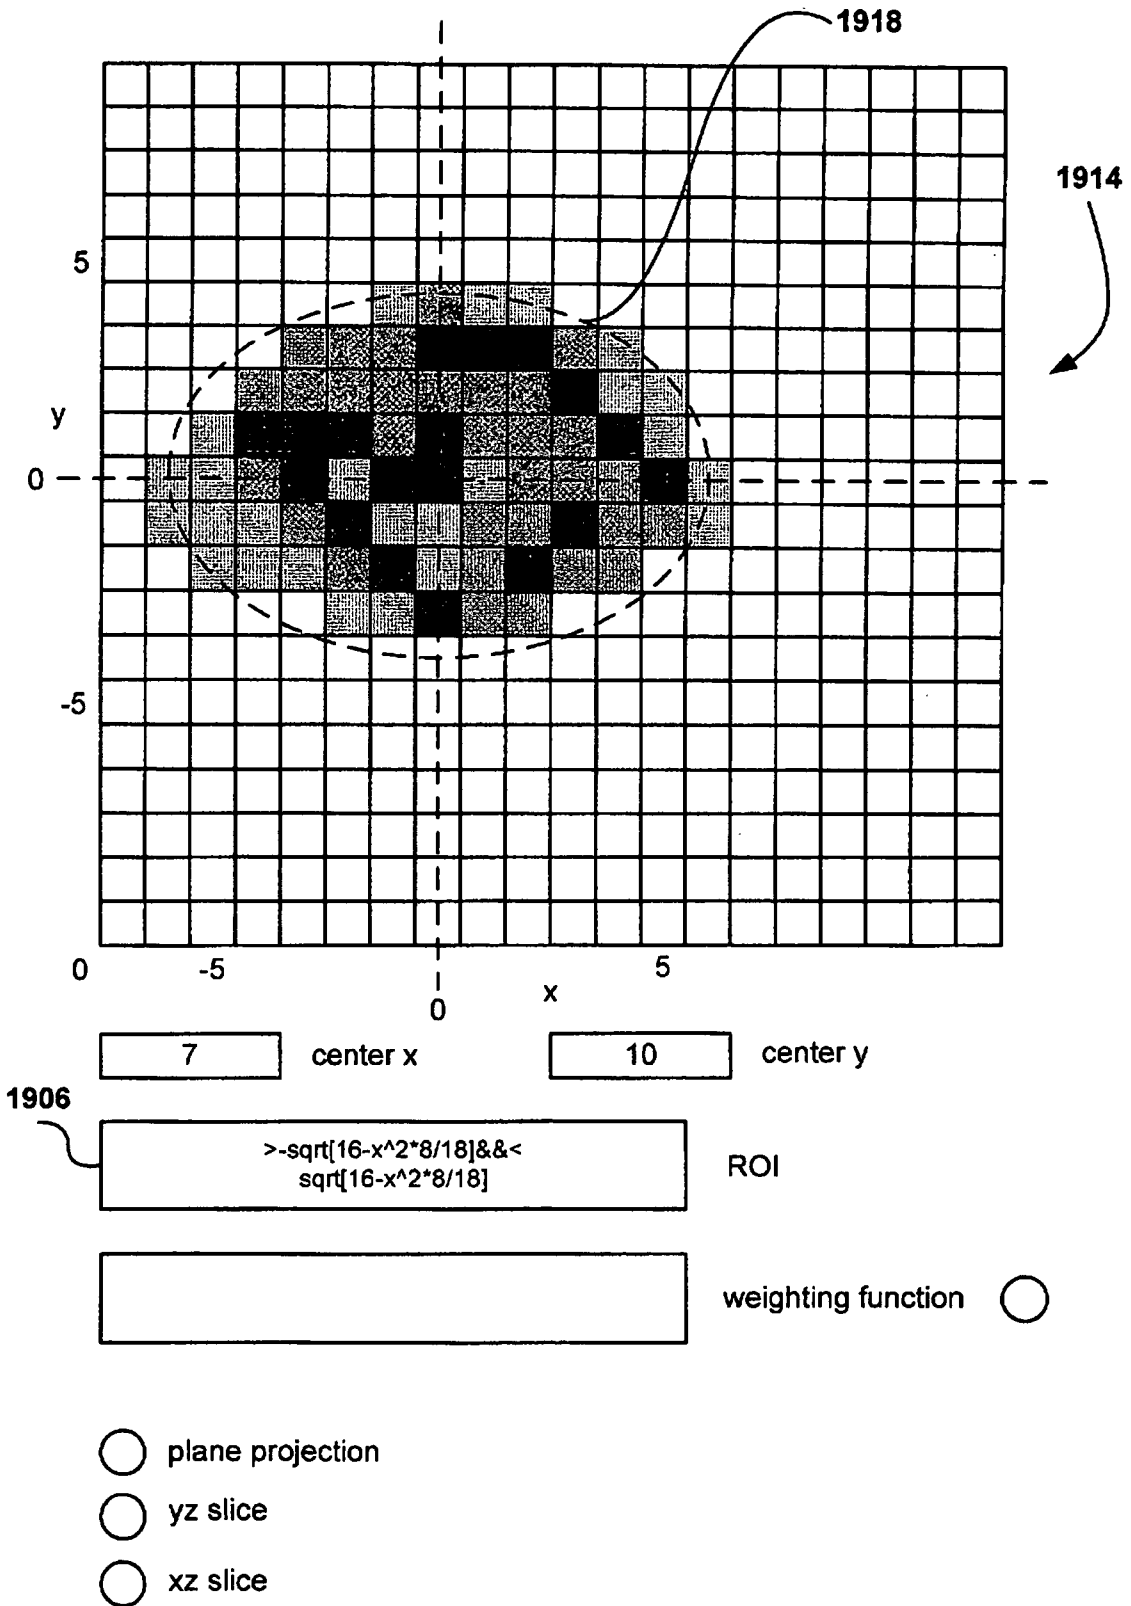 1918
1914
5
y
0
-5
0 -5 5
x
0
7 center x 10 center y
1906
>-sqrt[16-x^2*8/18]&&<
sqrt[16-x^2*8/18]
ROI
weighting function
plane projection
yz slice
xz slice